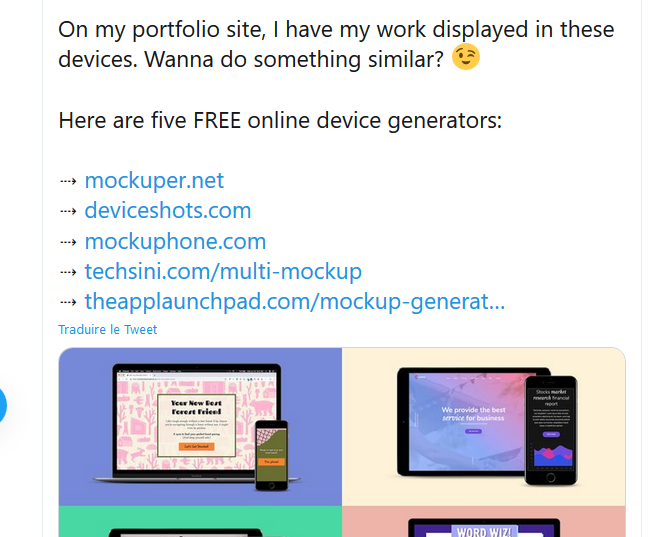 On my portfolio site, I have my work displayed in these
devices. Wanna do something similar? 😉
Here are five FREE online device generators:
⤑ mockuper.net
⤑ deviceshots.com
⤑ mockuphone.com
⤑ techsini.com/multi-mockup
⤑ theapplaunchpad.com/mockup-generat...
Traduire le Tweet
Your New Best
Forest Friend
Let's Get Started!
We provide the best
service for business
Stocks market
research financial
report
WORD WIZ!